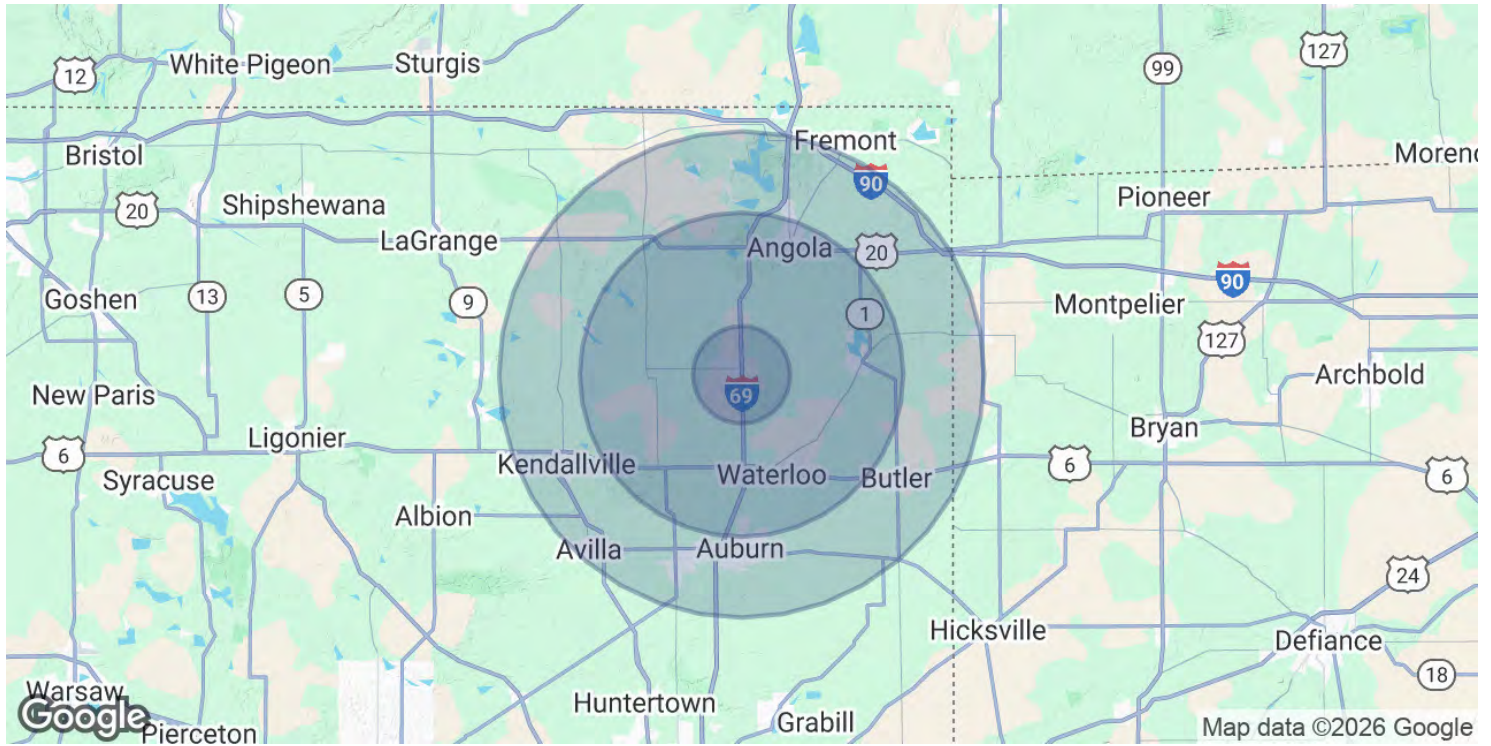 127
White Pigeon
Sturgis
99
12
Fremont
Bristol
Morenc
90
Pioneer
Shipshewana
20
LaGrange
Angola
20
90
Goshen
13
5
9
Montpelier
1
127
Archbold
New Paris
69
Bryan
Ligonier
6
Kendallville
6
Waterloo
Butler
6
Syracuse
Albion
Avilla
Auburn
24
Hicksville
Defiance
18
Warsaw
Huntertown
Google
Grabill
Pierceton
Map data ©2026 Google